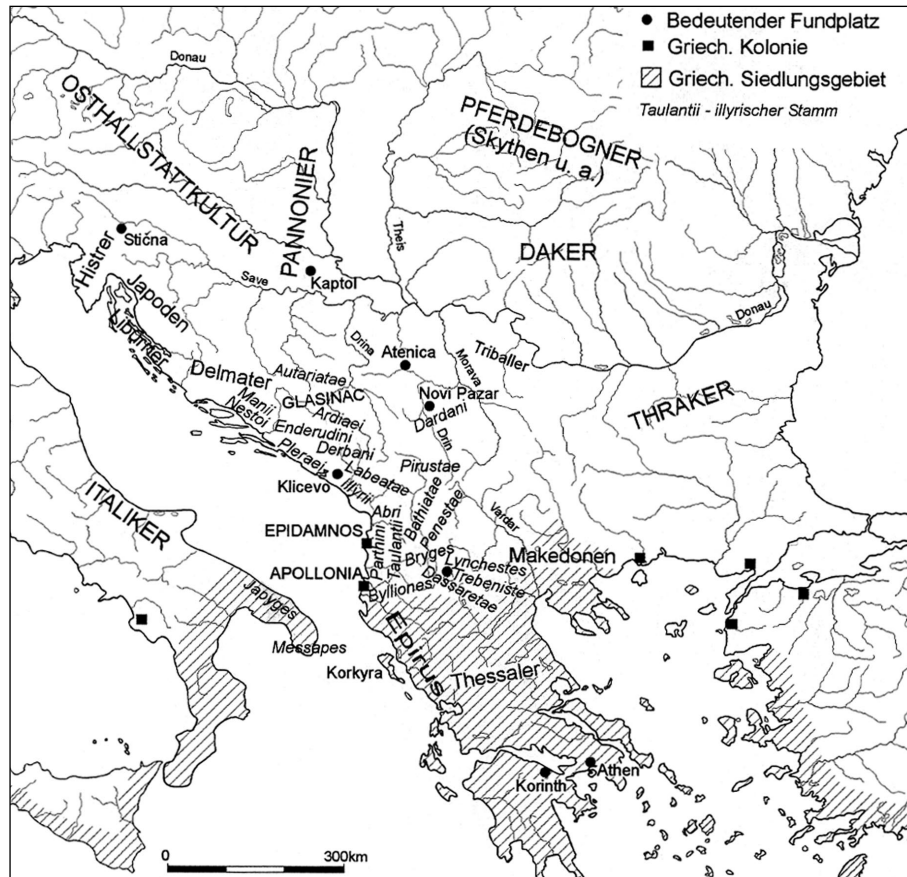 Bedeutender Fundplatz
Griech. Kolonie
Griech. Siedlungsgebiet
Taulantii - illyrischer Stamm
Donau
OSTHALLSTATTKULTUR
PANNONIER
PFERDEBOGNER
(Skythen u. a.)
Theis
DAKER
Stična
Histrer
Kaptol
Save
Japoden
Liburner
Donau
Drina
Atenica
Morava
Triballer
Delmater
Autariatae
GLASINAC
Novi Pazar
Dardani
THRAKER
Manii
Nestoi
Ardiaei
Enderudini
Derbani
Drin
Pleraei
Labeatae
Pirustae
Klicevo
Illyrii
ITALIKER
Abri
Bathiatae
Penestae
Vardar
EPIDAMNOS
Parthini
Taulantii
Bryges
Lynchestes
Makedonen
APOLLONIA
Bylliones
Trebenište
Dassaretae
Japyges
Messapes
Epirus
Korkyra
Thessaler
Korinth
Athen
0 300km